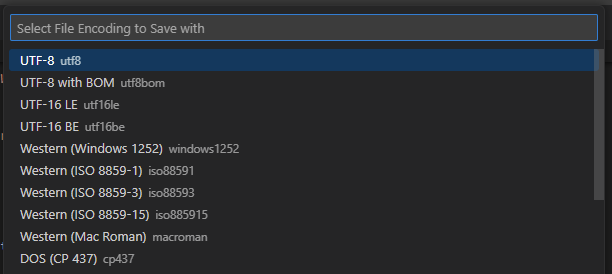 Select File Encoding to Save with
UTF-8 utf8
UTF-8 with BOM utf8bom
UTF-16 LE utf16le
UTF-16 BE utf16be
Western (Windows 1252) windows1252
Western (ISO 8859-1) iso88591
Western (ISO 8859-3) iso88593
Western (ISO 8859-15) iso885915
Western (Mac Roman) macroman
DOS (CP 437) cp437